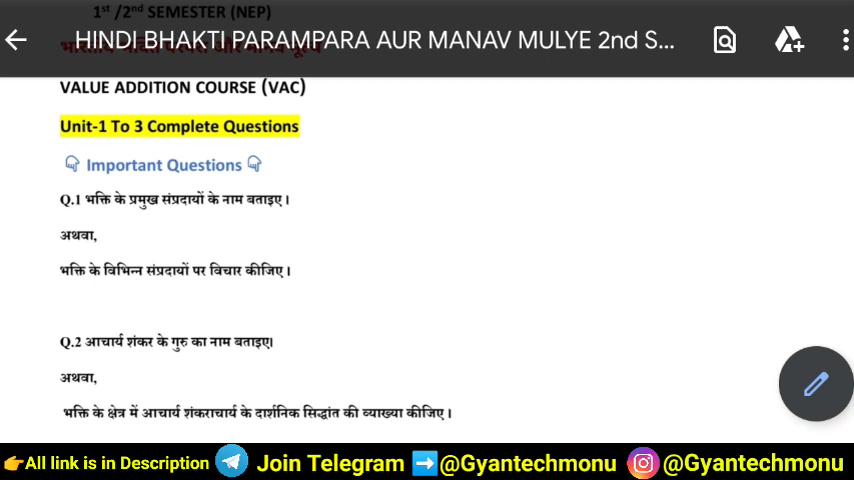 1st /2nd SEMESTER (NEP)
HINDI BHAKTI PARAMPARA AUR MANAV MULYE 2nd S...
VALUE ADDITION COURSE (VAC)
Unit-1 To 3 Complete Questions
👇 Important Questions 👇
Q.1 भक्ति के प्रमुख संप्रदायों के नाम बताइए।
अथवा,
भक्ति के विभिन्न संप्रदायों पर विचार कीजिए।
Q.2 आचार्य शंकर के गुरु का नाम बताइए।
अथवा,
भक्ति के क्षेत्र में आचार्य शंकराचार्य के दार्शनिक सिद्धांत की व्याख्या कीजिए।
👉All link is in Description Join Telegram ➡️@Gyantechmonu @Gyantechmonu